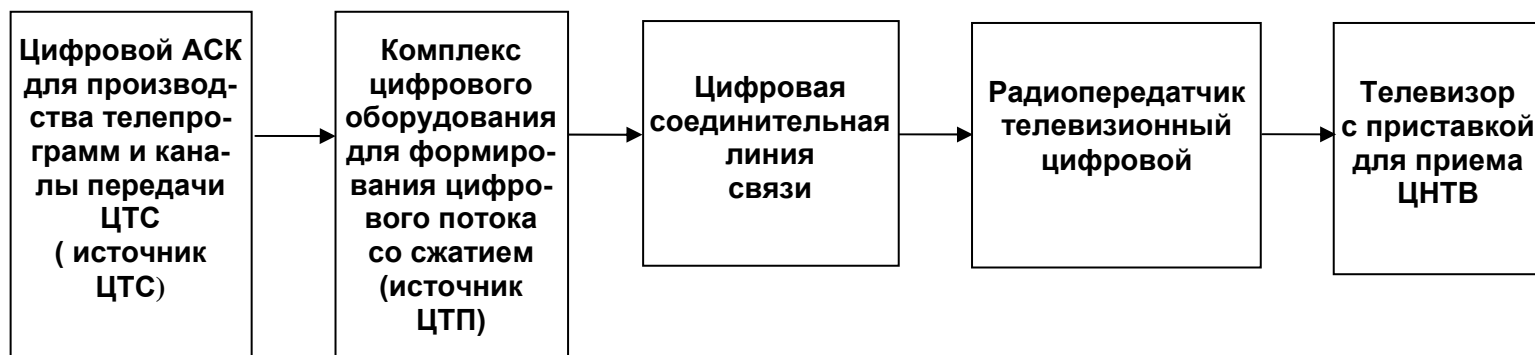 Цифровой АСК
для производ-
ства телепро-
грамм и кана-
лы передачи
ЦТС
( источник
ЦТС)
Комплекс
цифрового
оборудования
для формиро-
вания цифро-
вого потока
со сжатием
(источник
ЦТП)
Цифровая
соединительная
линия
связи
Радиопередатчик
телевизионный
цифровой
Телевизор
с приставкой
для приема
ЦНТВ